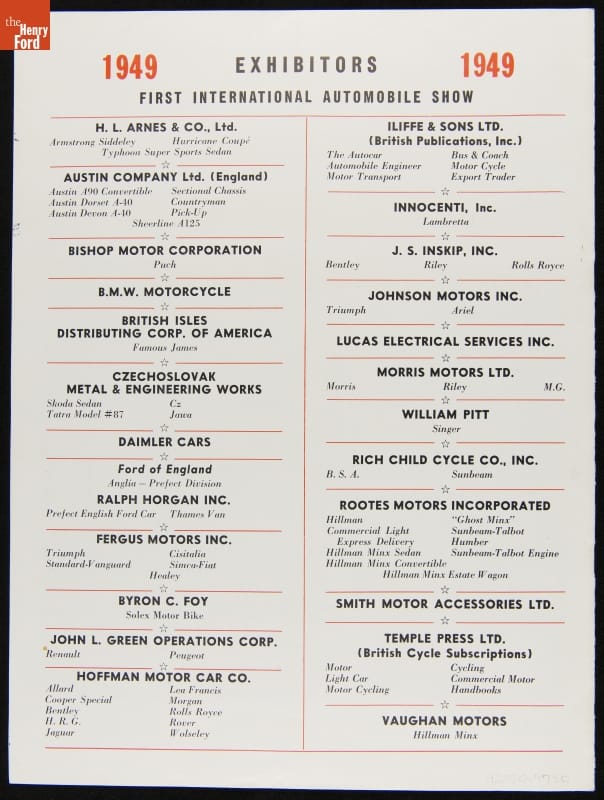 the
Henry
Ford
1949 EXHIBITORS 1949
FIRST INTERNATIONAL AUTOMOBILE SHOW
H. L. ARNES & CO., Ltd.
Armstrong Siddeley Hurricane Coupé
Typhoon Super Sports Sedan
AUSTIN COMPANY Ltd. (England)
Austin A90 Convertible Sectional Chassis
Austin Dorset A-40 Countryman
Austin Devon A-40 Pick-Up
Sheerline A125
BISHOP MOTOR CORPORATION
Puch
B.M.W. MOTORCYCLE
BRITISH ISLES
DISTRIBUTING CORP. OF AMERICA
Famous James
CZECHOSLOVAK
METAL & ENGINEERING WORKS
Skoda Sedan Cz
Tatra Model #87 Jawa
DAIMLER CARS
Ford of England
Anglia — Prefect Division
RALPH HORGAN INC.
Prefect English Ford Car Thames Van
FERGUS MOTORS INC.
Triumph Cisitalia
Standard-Vanguard Simca-Fiat
Healey
BYRON C. FOY
Solex Motor Bike
JOHN L. GREEN OPERATIONS CORP.
Renault Peugeot
HOFFMAN MOTOR CAR CO.
Allard Lea Francis
Cooper Special Morgan
Bentley Rolls Royce
H. R. G. Rover
Jaguar Wolseley
ILIFFE & SONS LTD.
(British Publications, Inc.)
The Autocar Bus & Coach
Automobile Engineer Motor Cycle
Motor Transport Export Trader
INNOCENTI, Inc.
Lambretta
J. S. INSKIP, INC.
Bentley Riley Rolls Royce
JOHNSON MOTORS INC.
Triumph Ariel
LUCAS ELECTRICAL SERVICES INC.
MORRIS MOTORS LTD.
Morris Riley M.G.
WILLIAM PITT
Singer
RICH CHILD CYCLE CO., INC.
B. S. A. Sunbeam
ROOTES MOTORS INCORPORATED
Hillman "Ghost Minx"
Commercial Light Sunbeam-Talbot
Express Delivery Humber
Hillman Minx Sedan Sunbeam-Talbot Engine
Hillman Minx Convertible
Hillman Minx Estate Wagon
SMITH MOTOR ACCESSORIES LTD.
TEMPLE PRESS LTD.
(British Cycle Subscriptions)
Motor Cycling
Light Car Commercial Motor
Motor Cycling Handbooks
VAUGHAN MOTORS
Hillman Minx